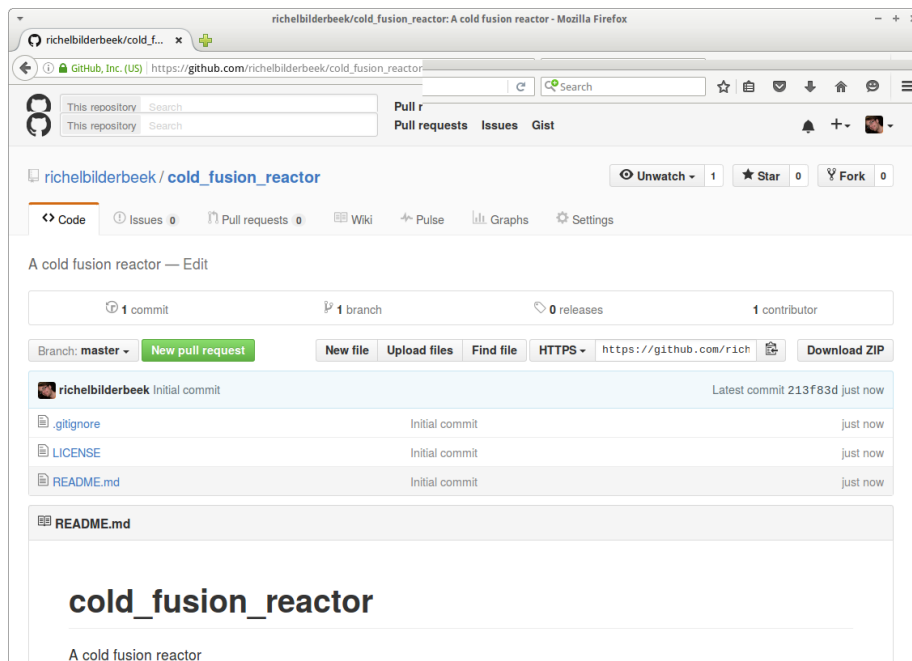 richelbilderbeek/cold_fusion_reactor: A cold fusion reactor - Mozilla Firefox
richelbilderbeek/cold_f...
GitHub, Inc. (US) https://github.com/richelbilderbeek/cold_fusion_reactor
Search
This repository Search Pull r
This repository Search Pull requests Issues Gist
richelbilderbeek / cold_fusion_reactor Unwatch 1 Star 0 Fork 0
Code Issues 0 Pull requests 0 Wiki Pulse Graphs Settings
A cold fusion reactor — Edit
1 commit 1 branch 0 releases 1 contributor
Branch: master New pull request New file Upload files Find file HTTPS https://github.com/rich Download ZIP
richelbilderbeek Initial commit Latest commit 213f83d just now
.gitignore Initial commit just now
LICENSE Initial commit just now
README.md Initial commit just now
README.md
cold_fusion_reactor
A cold fusion reactor